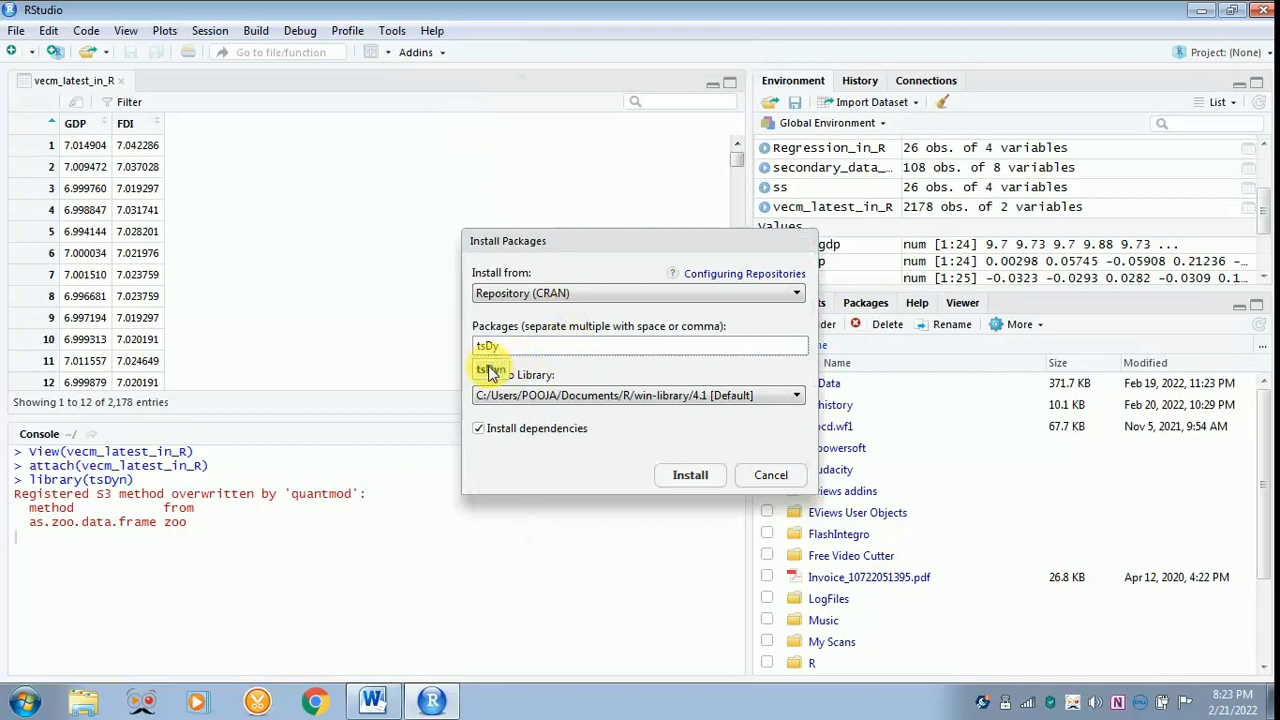 RStudio
File Edit Code View Plots Session Build Debug Profile Tools Help
Go to file/function Addins Project: (None)
vecm_latest_in_R
Filter
GDP FDI
1 7.014904 7.042286
2 7.009472 7.037028
3 6.999760 7.019297
4 6.998847 7.031741
5 6.994144 7.028201
6 7.000034 7.021976
7 7.001510 7.023759
8 6.996681 7.023759
9 6.997194 7.019297
10 6.999313 7.020191
11 7.011557 7.024649
12 6.999879 7.020191
Showing 1 to 12 of 2,178 entries
Console ~/
> View(vecm_latest_in_R)
> attach(vecm_latest_in_R)
> library(tsDyn)
Registered S3 method overwritten by 'quantmod':
method from
as.zoo.data.frame zoo
Install Packages
Install from:
? Configuring Repositories
Repository (CRAN)
Packages (separate multiple with space or comma):
tsDy
tsDyn
o Library:
C:/Users/POOJA/Documents/R/win-library/4.1 [Default]
Install dependencies
Install Cancel
Environment History Connections
Import Dataset List
Global Environment
Regression_in_R 26 obs. of 4 variables
secondary_data_… 108 obs. of 8 variables
ss 26 obs. of 4 variables
vecm_latest_in_R 2178 obs. of 2 variables
Values
gdp num [1:24] 9.7 9.73 9.7 9.88 9.73 ...
num [1:24] 0.00298 0.05745 -0.05908 0.21236 -…
num [1:25] -0.0323 -0.0293 0.0282 -0.0309 0.1…
ts Packages Help Viewer
der Delete Rename More
me
Name Size Modified
Data 371.7 KB Feb 19, 2022, 11:38 PM
history 10.1 KB Feb 20, 2022, 10:29 PM
ocd.wf1 67.7 KB Nov 5, 2021, 9:54 AM
powersoft
udacity
views addins
EViews User Objects
FlashIntegro
Free Video Cutter
Invoice_10722051395.pdf 26.8 KB Apr 12, 2020, 4:22 PM
LogFiles
Music
My Scans
R
8:23 PM
2/21/2022